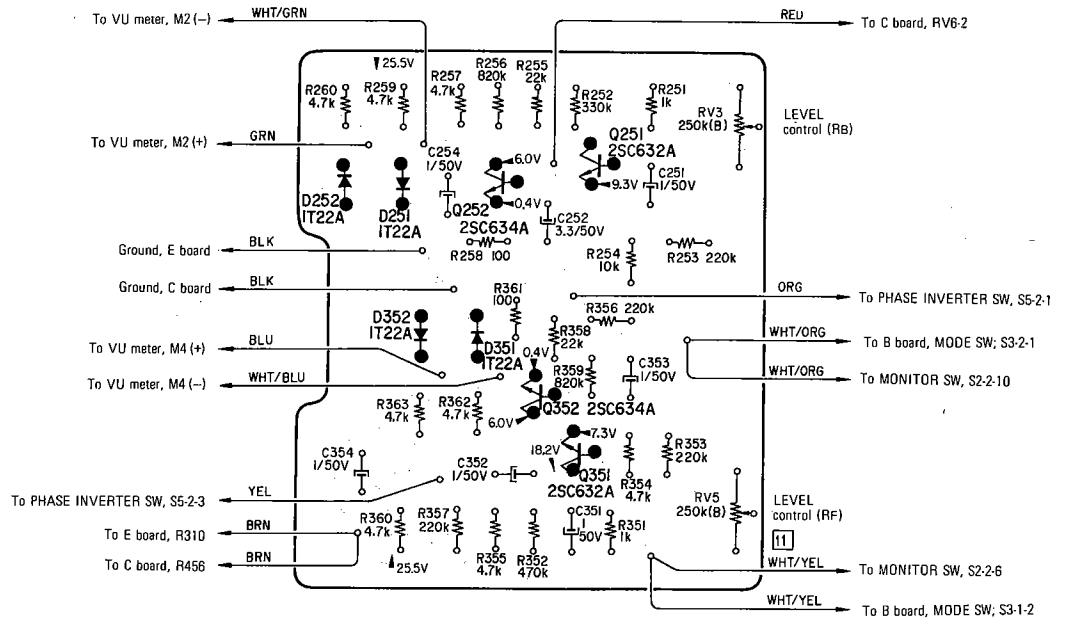 To VU meter, M2 (−)
WHT/GRN
RED
To C board, RV6-2
25.5V
R260
4.7k
R259
4.7k
R257
4.7k
R256
820k
R255
22k
R252
330k
R251
1k
RV3
250k(B)
LEVEL
control (RB)
To VU meter, M2 (+)
GRN
C254
1/50V
6.0V
Q251
2SC632A
9.3V
C251
1/50V
D252
1T22A
D251
1T22A
Q252
2SC634A
0.4V
C252
3.3/50V
Ground, E board
BLK
R258 100
R254
10k
R253 220k
Ground, C board
BLK
R361
100
ORG
To PHASE INVERTER SW, S5-2-1
D352
1T22A
D351
1T22A
R356 220k
R358
22k
To VU meter, M4 (+)
BLU
WHT/ORG
To B board, MODE SW; S3-2-1
0.4V
R359
820k
C353
1/50V
To VU meter, M4 (−)
WHT/BLU
WHT/ORG
To MONITOR SW, S2-2-10
R363
4.7k
R362
4.7k
6.0V
Q352 2SC634A
7.3V
18.2V
Q351
2SC632A
R354
4.7k
R353
220k
C354
1/50V
C352
1/50V
To PHASE INVERTER SW, S5-2-3
YEL
RV5
250k(B)
LEVEL
control (RF)
R360
4.7k
R357
220k
R355
4.7k
R352
470k
C351
1
50V
R351
1k
11
To E board, R310
BRN
To C board, R456
BRN
25.5V
WHT/YEL
To MONITOR SW, S2-2-6
WHT/YEL
To B board, MODE SW; S3-1-2